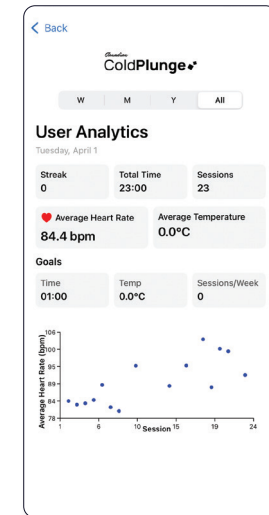 Back
Canadian
ColdPlunge
W M Y All
User Analytics
Tuesday, April 1
Streak Total Time Sessions
0 23:00 23
Average Heart Rate Average Temperature
84.4 bpm 0.0°C
Goals
Time Temp Sessions/Week
01:00 0.0°C 0
Average Heart Rate (bpm)
106
100
95
89
84
78
1 6 10 15 19 24
Session